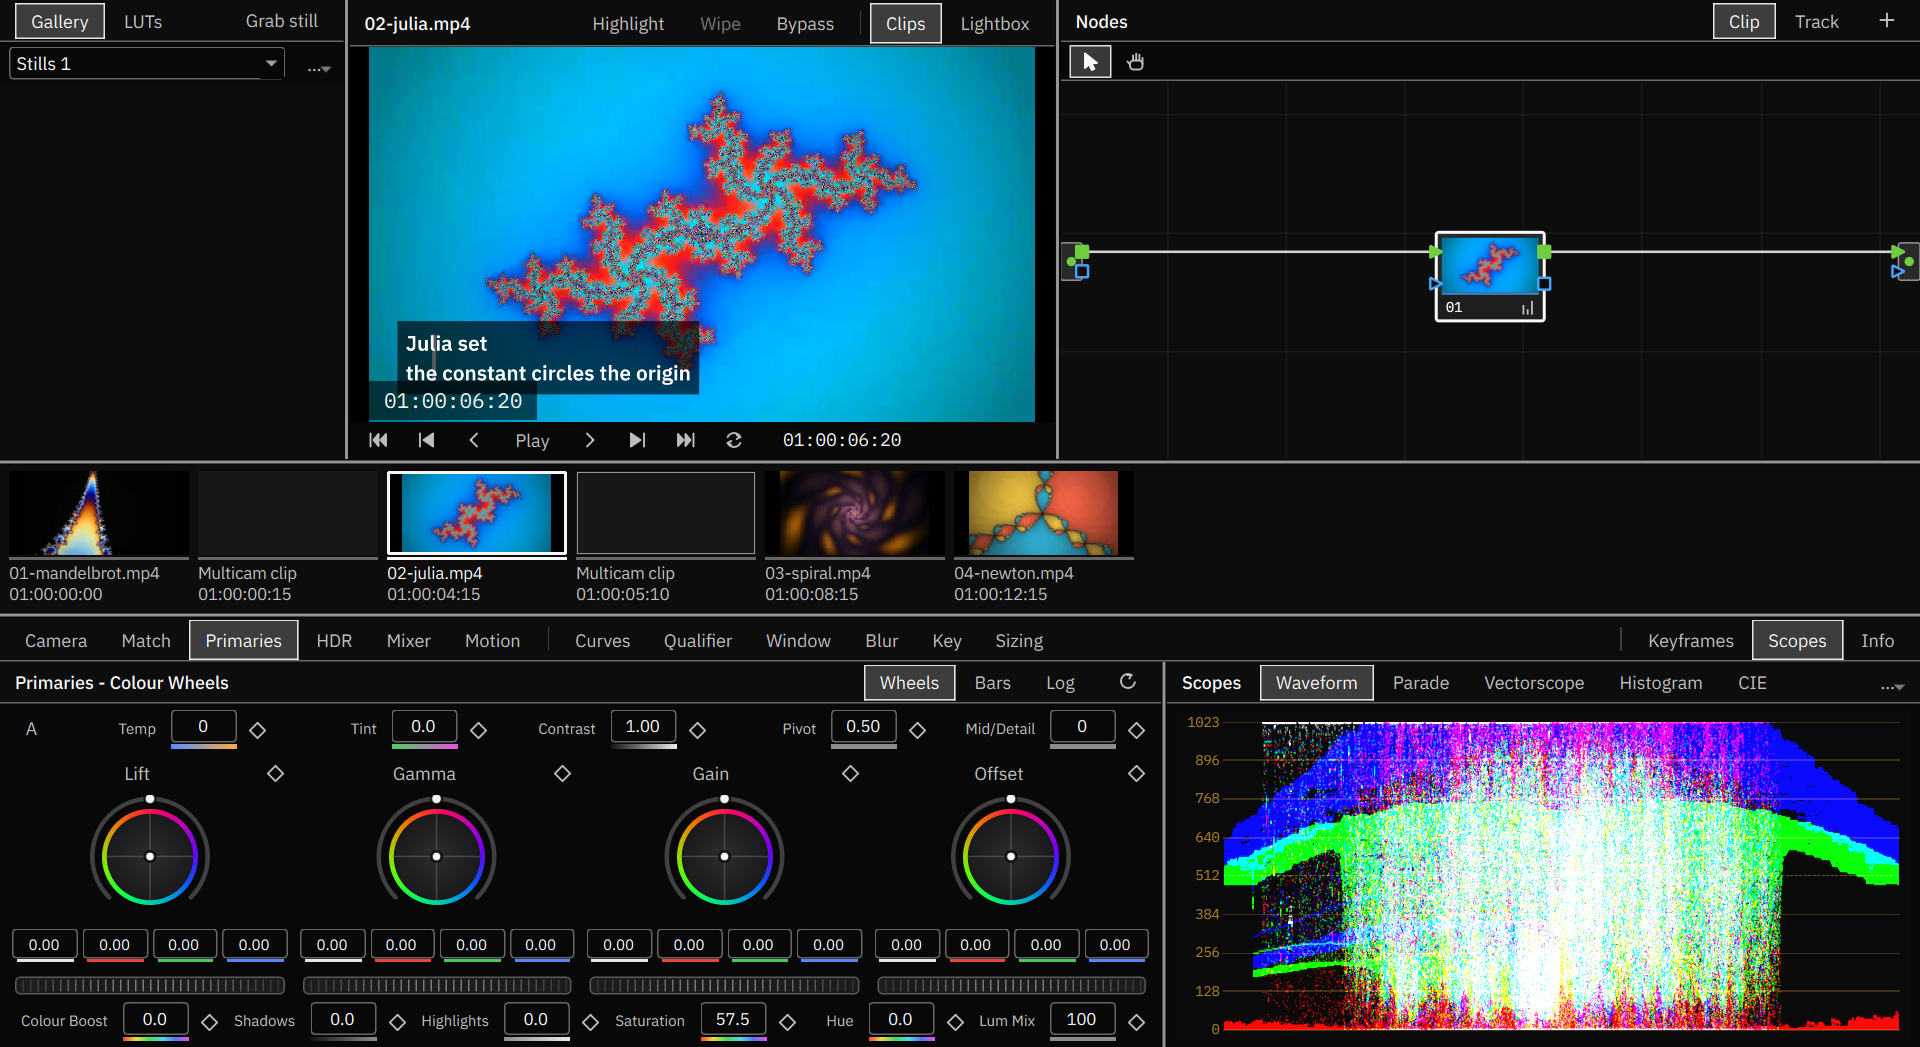 Gallery LUTs Grab still
Stills 1 ...
02-julia.mp4 Highlight Wipe Bypass Clips Lightbox
Julia set
the constant circles the origin
01:00:06:20
Play 01:00:06:20
Nodes Clip Track +
01
01-mandelbrot.mp4
01:00:00:00
Multicam clip
01:00:00:15
02-julia.mp4
01:00:04:15
Multicam clip
01:00:05:10
03-spiral.mp4
01:00:08:15
04-newton.mp4
01:00:12:15
Camera Match Primaries HDR Mixer Motion Curves Qualifier Window Blur Key Sizing Keyframes Scopes Info
Primaries - Colour Wheels Wheels Bars Log
A Temp 0 Tint 0.0 Contrast 1.00 Pivot 0.50 Mid/Detail 0
Lift Gamma Gain Offset
0.00 0.00 0.00 0.00 0.00 0.00 0.00 0.00 0.00 0.00 0.00 0.00 0.00 0.00 0.00 0.00
Colour Boost 0.0 Shadows 0.0 Highlights 0.0 Saturation 57.5 Hue 0.0 Lum Mix 100
Scopes Waveform Parade Vectorscope Histogram CIE ...
1023
896
768
640
512
384
256
128
0